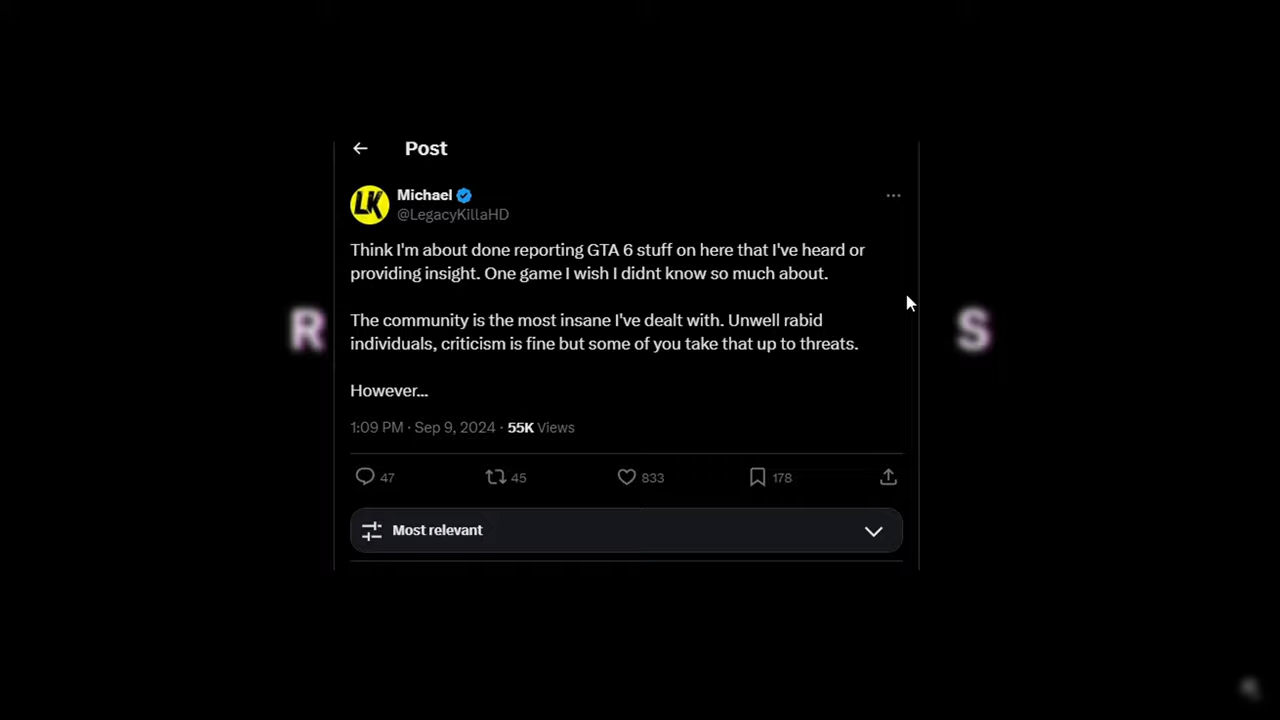 Post
LK
Michael
@LegacyKillaHD
Think I'm about done reporting GTA 6 stuff on here that I've heard or
providing insight. One game I wish I didnt know so much about.
The community is the most insane I've dealt with. Unwell rabid
individuals, criticism is fine but some of you take that up to threats.
R S
However...
1:09 PM · Sep 9, 2024 · 55K Views
47 45 833 178
Most relevant